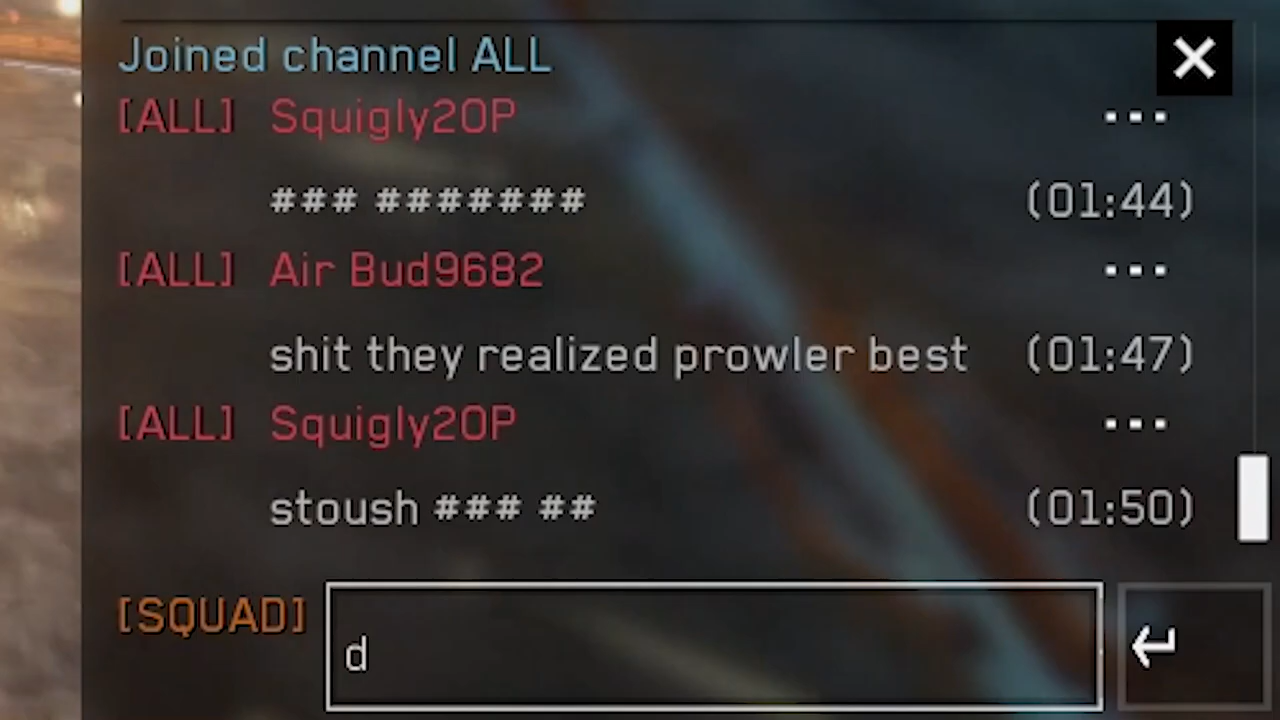 Joined channel ALL
[ALL] Squigly2OP ...
### ####### (01:44)
[ALL] Air Bud9682 ...
shit they realized prowler best (01:47)
[ALL] Squigly2OP ...
stoush ### ## (01:50)
[SQUAD] d